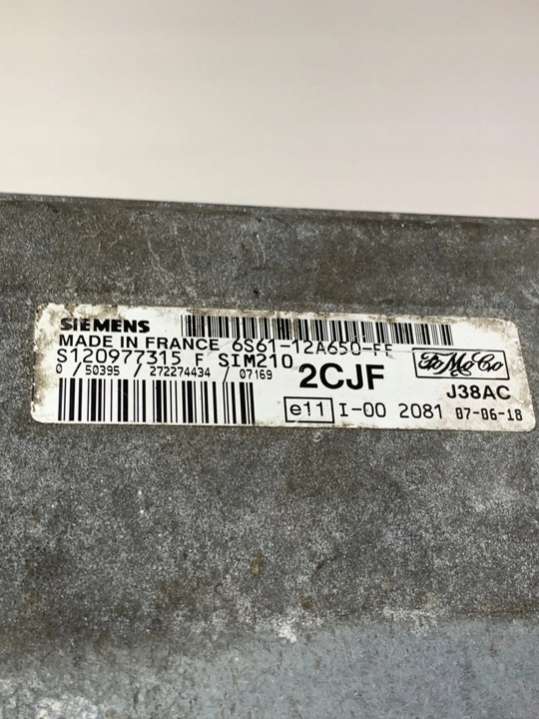 SIEMENS
MADE IN FRANCE 6S61-12A650-FF
S120977315 F SIM210
0 / 50395 / 272274434 / 07169
2CJF
FoMoCo
J38AC
e11 I-00 2081 07-06-18